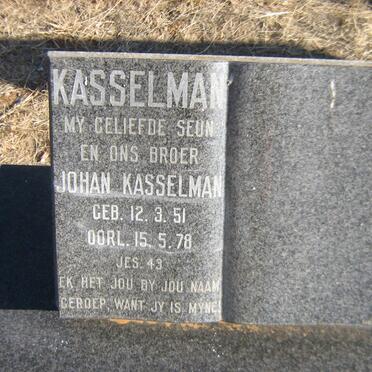 KASSELMAN
MY GELIEFDE SEUN
EN ONS BROER
JOHAN KASSELMAN
GEB. 12. 3. 51
OORL. 15. 5. 78
JES. 43
EK HET JOU BY JOU NAAM
GEROEP, WANT JY IS MYNE